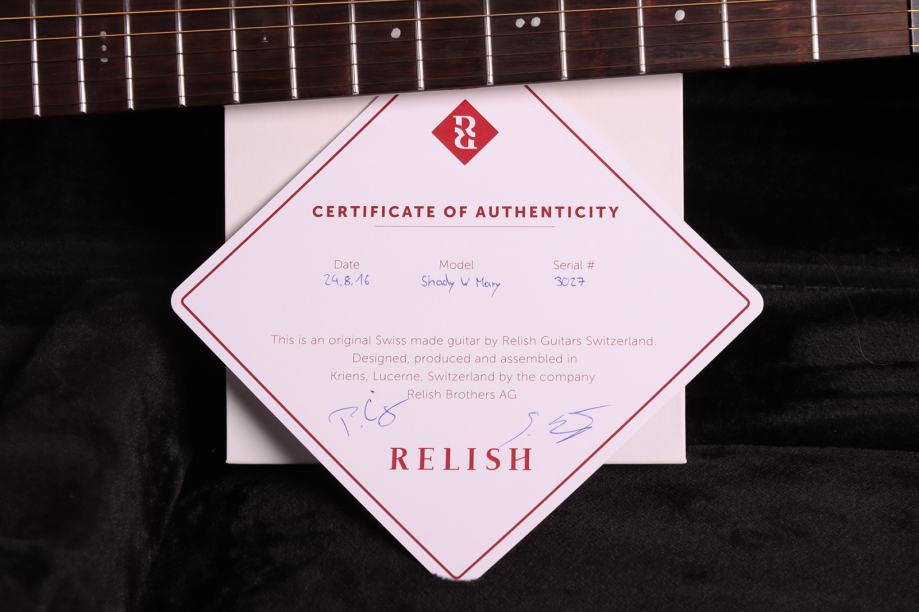 CERTIFICATE OF AUTHENTICITY
Date Model Serial #
24.8.16 Shady W Mary 3027
This is an original Swiss made guitar by Relish Guitars Switzerland.
Designed, produced and assembled in
Kriens, Lucerne, Switzerland by the company
Relish Brothers AG
RELISH